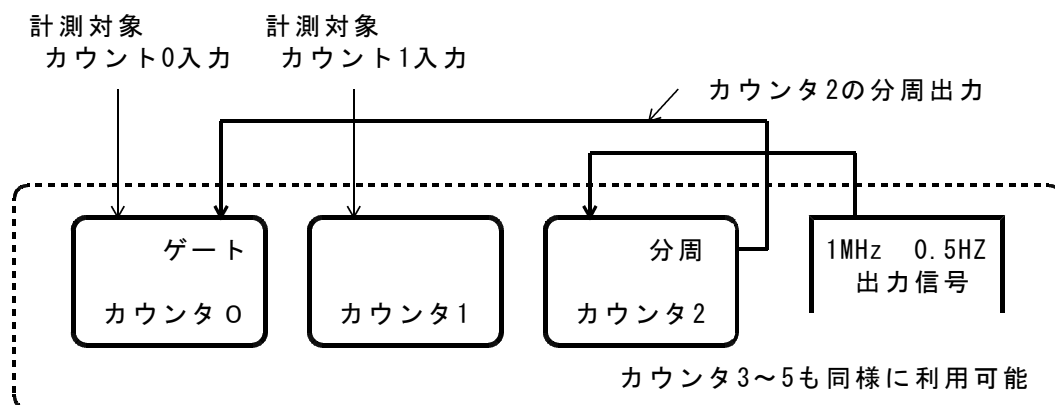 計測対象
カウント0入力
計測対象
カウント1入力
カウンタ2の分周出力
ゲート
カウンタ０
カウンタ1
分周
カウンタ2
1MHz 0.5HZ
出力信号
カウンタ3～5も同様に利用可能